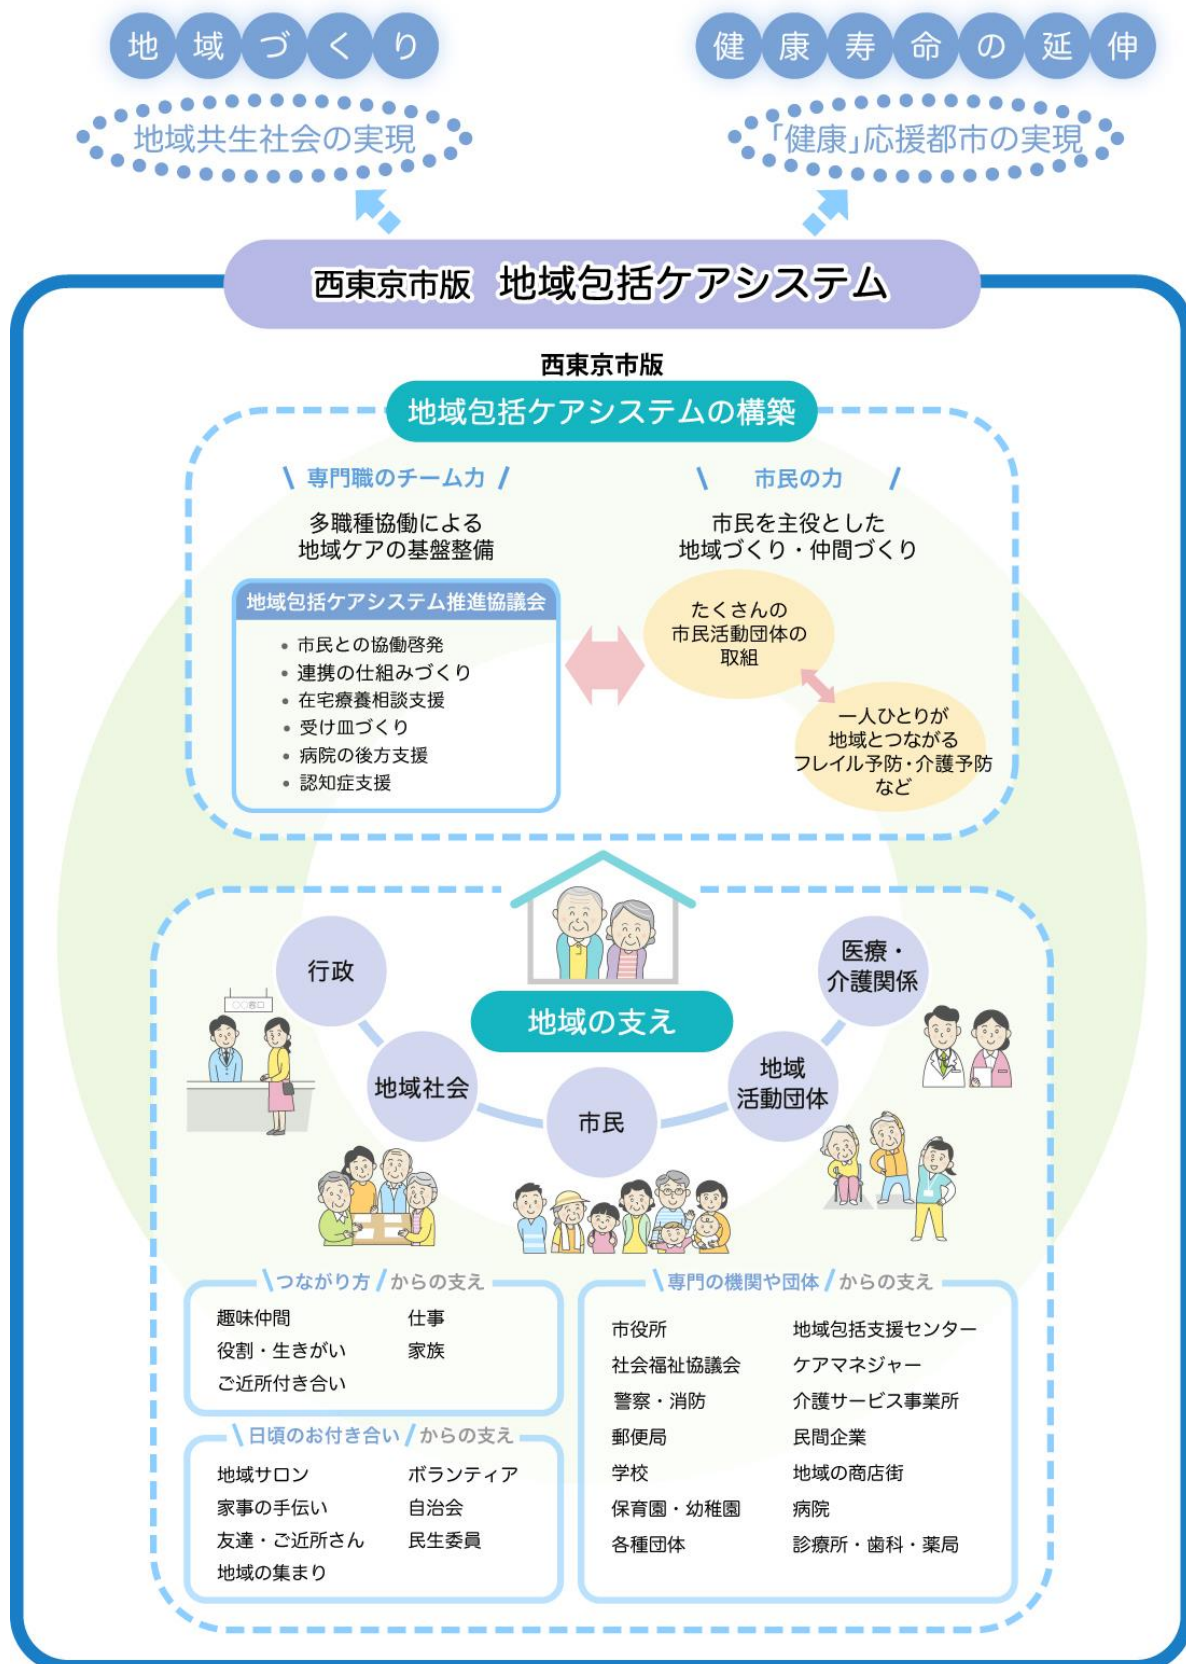 地域づくり
健康寿命の延伸
地域共生社会の実現
「健康」応援都市の実現
西東京市版 地域包括ケアシステム
西東京市版
地域包括ケアシステムの構築
専門職のチーム力
多職種協働による
地域ケアの基盤整備
地域包括ケアシステム推進協議会
• 市民との協働啓発
• 連携の仕組みづくり
• 在宅療養相談支援
• 受け皿づくり
• 病院の後方支援
• 認知症支援
市民の力
市民を主役とした
地域づくり・仲間づくり
たくさんの
市民活動団体の
取組
一人ひとりが
地域とつながる
フレイル予防・介護予防
など
地域の支え
行政
地域社会
市民
地域
活動団体
医療・
介護関係
○○窓口
つながり方 からの支え
趣味仲間
役割・生きがい
ご近所付き合い
仕事
家族
日頃のお付き合い からの支え
地域サロン
家事の手伝い
友達・ご近所さん
地域の集まり
ボランティア
自治会
民生委員
専門の機関や団体 からの支え
市役所
社会福祉協議会
警察・消防
郵便局
学校
保育園・幼稚園
各種団体
地域包括支援センター
ケアマネジャー
介護サービス事業所
民間企業
地域の商店街
病院
診療所・歯科・薬局